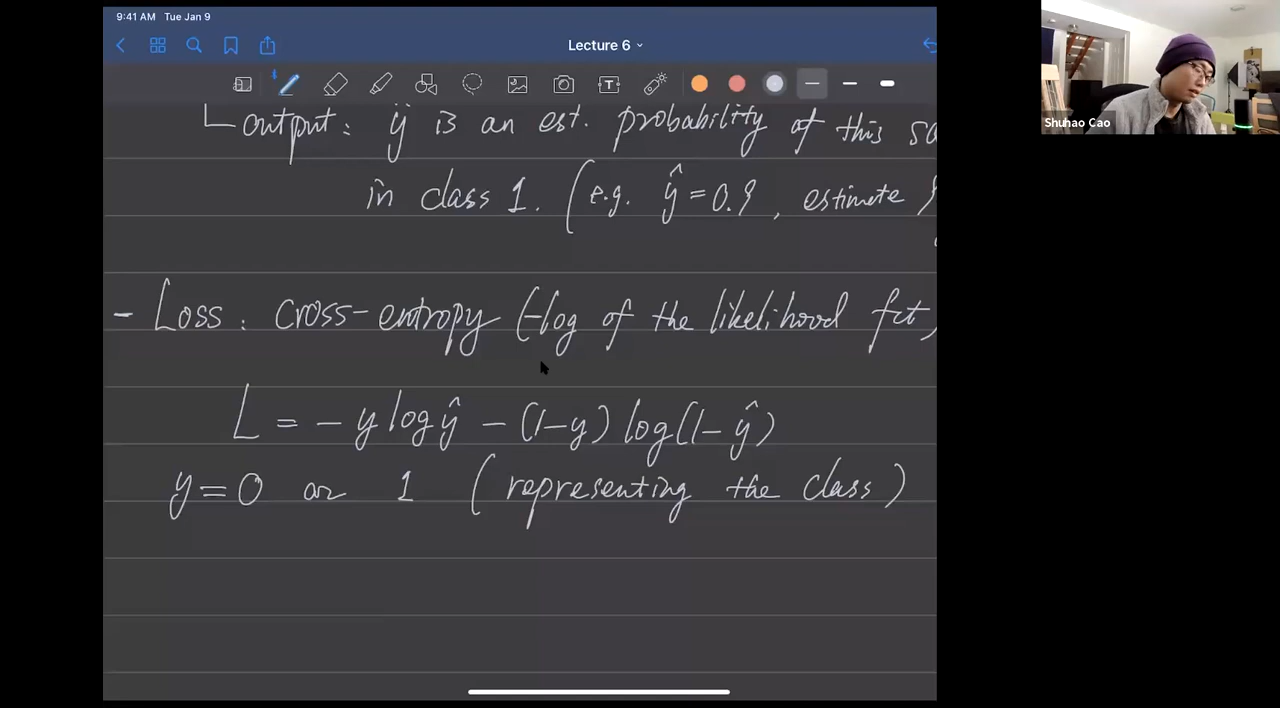 9:41 AM Tue Jan 9
Lecture 6
output: ŷ is an est. probability of this
in class 1. (e.g. ŷ = 0.9, estimate
Shuhao Cao
- Loss: cross-entropy (-log of the likelihood fct)
L = - y log ŷ - (1-y) log(1-ŷ)
y = 0 or 1 (representing the class)